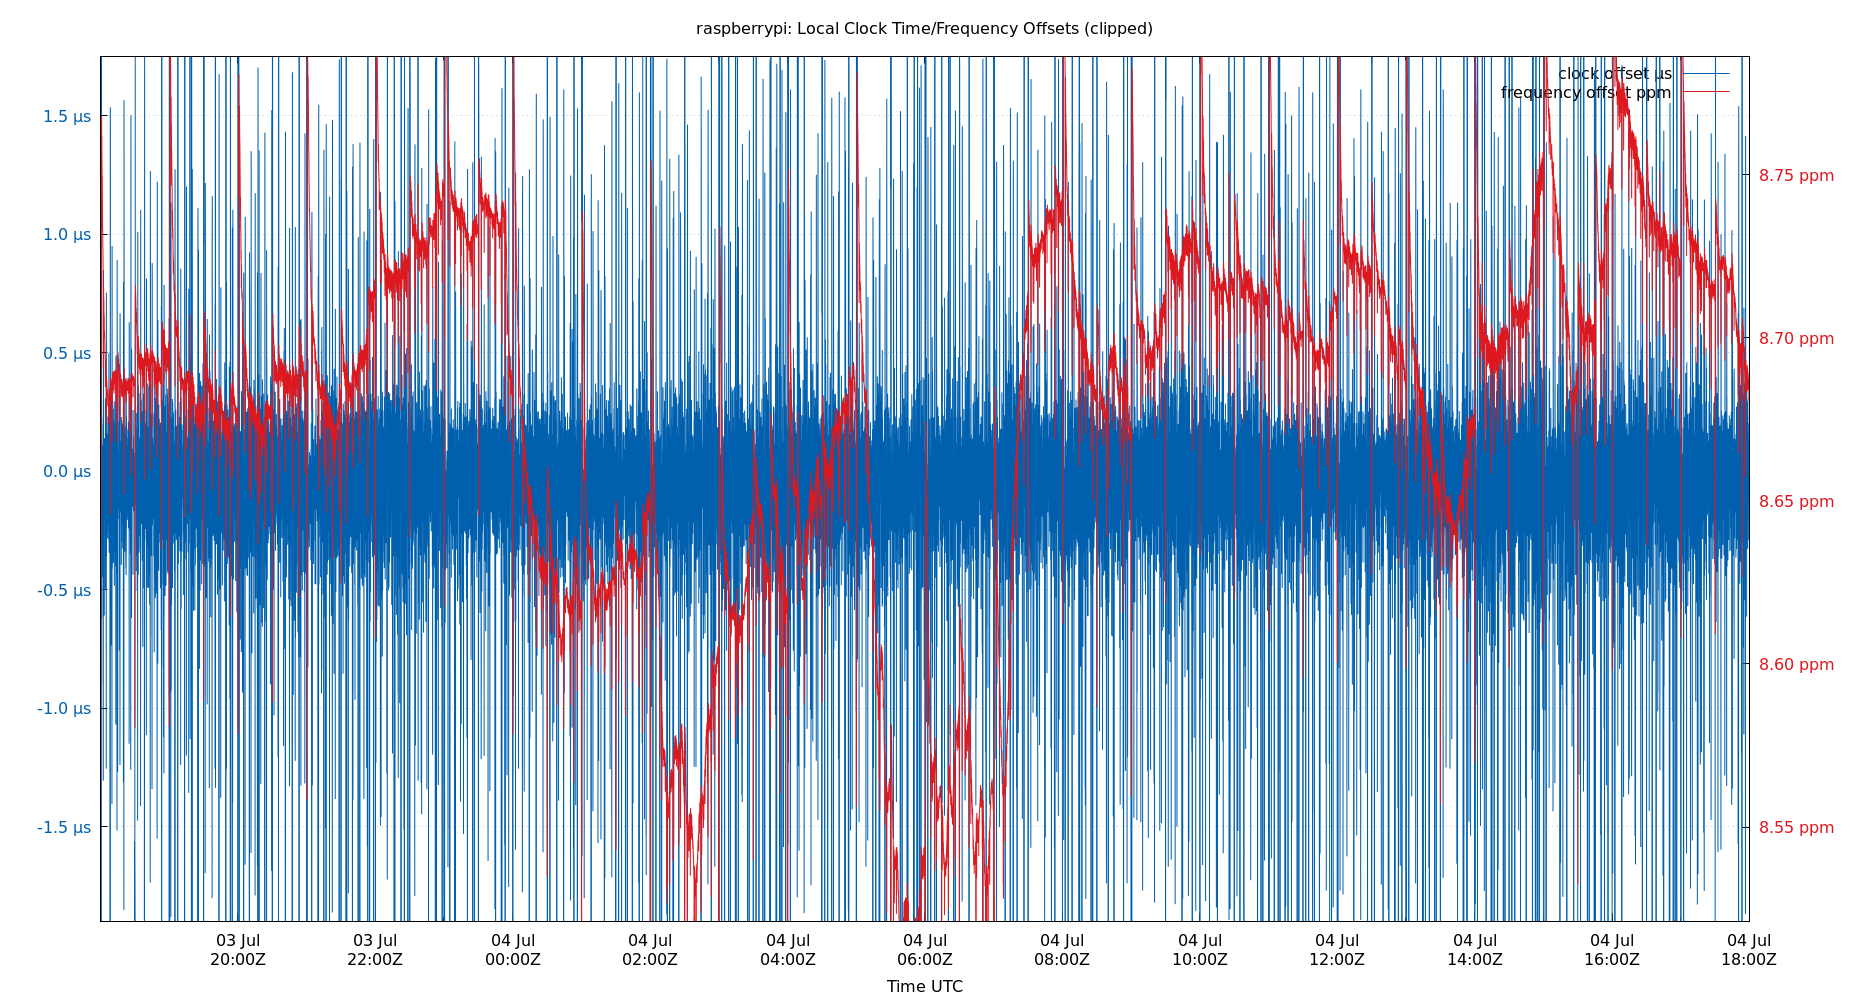 raspberrypi: Local Clock Time/Frequency Offsets (clipped)
clock offset µs
frequency offset ppm
1.5 µs
1.0 µs
0.5 µs
0.0 µs
-0.5 µs
-1.0 µs
-1.5 µs
8.75 ppm
8.70 ppm
8.65 ppm
8.60 ppm
8.55 ppm
03 Jul 03 Jul 04 Jul 04 Jul 04 Jul 04 Jul 04 Jul 04 Jul 04 Jul 04 Jul 04 Jul 04 Jul
20:00Z 22:00Z 00:00Z 02:00Z 04:00Z 06:00Z 08:00Z 10:00Z 12:00Z 14:00Z 16:00Z 18:00Z
Time UTC